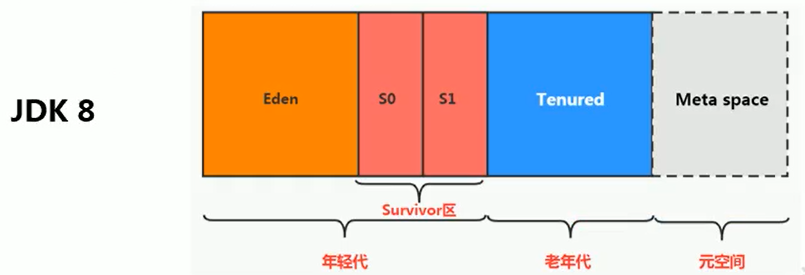 JDK 8
Eden
S0
S1
Tenured
Meta space
Survivor区
年轻代
老年代
元空间